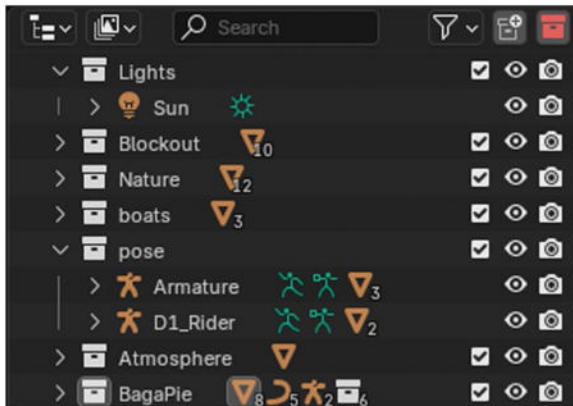 Search
Lights
Sun
Blockout 10
Nature 12
boats 3
pose
Armature 3
D1_Rider 2
Atmosphere
BagaPie 8 5 2 6